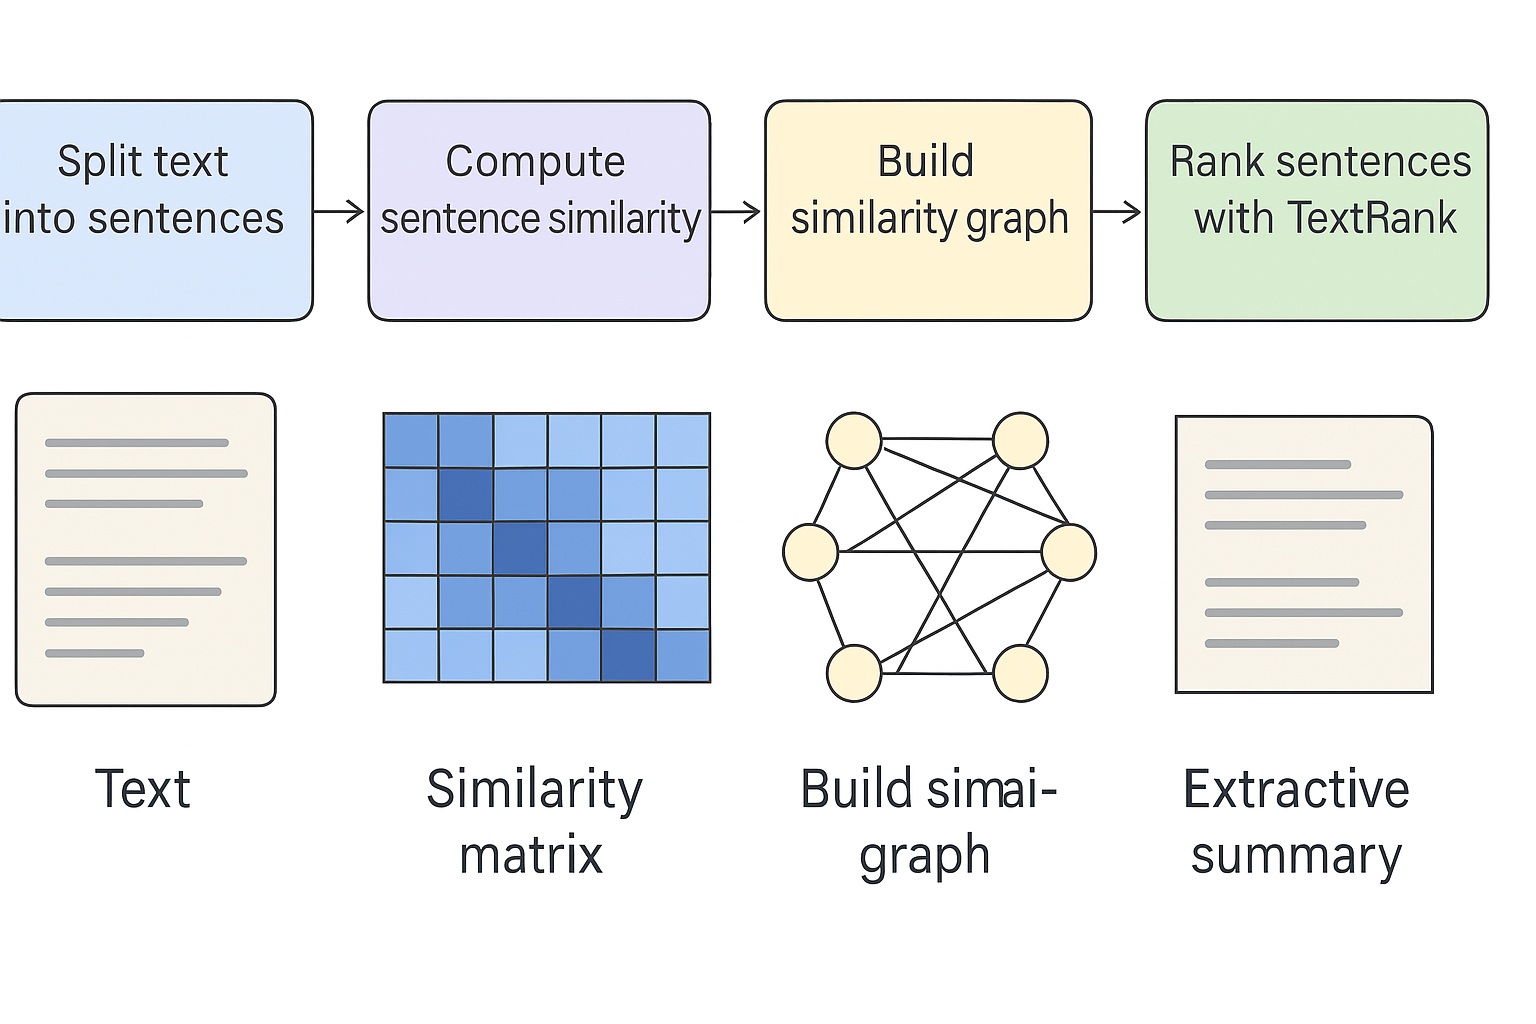 Split text
into sentences
Compute
sentence similarity
Build
similarity graph
Rank sentences
with TextRank
Text
Similarity
matrix
Build simai-
graph
Extractive
summary